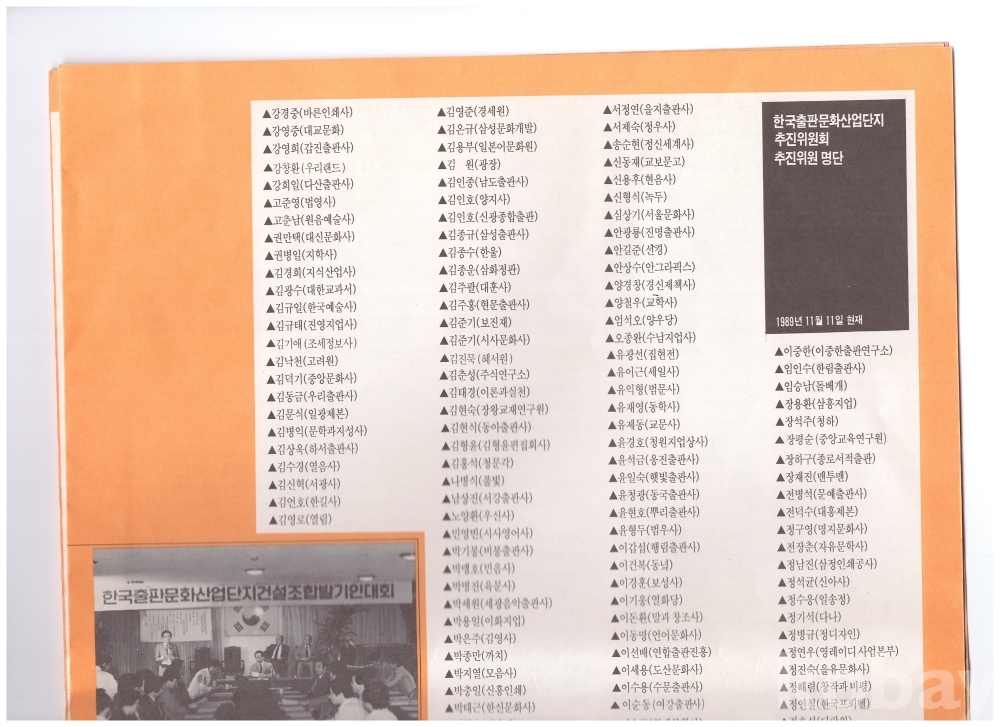 ▲강경중(바른인쇄사)
▲강영중(대교문화)
▲강영희(갑진출판사)
▲강창환(우리랜드)
▲강희일(다산출판사)
▲고준영(법영사)
▲고춘남(원음예술사)
▲권만택(대신문화사)
▲권병일(지학사)
▲김경희(지식산업사)
▲김광수(대한교과서)
▲김규일(한국예술사)
▲김규태(진영지업사)
▲김기애(조세정보사)
▲김낙천(고려원)
▲김덕기(중앙문화사)
▲김동금(우리출판사)
▲김문식(일광제본)
▲김병익(문학과지성사)
▲김상욱(하서출판사)
▲김수경(열음사)
▲김신혁(서광사)
▲김언호(한길사)
▲김영로(열림)
▲김영준(경세원)
▲김은규(삼성문화개발)
▲김용부(일본어문화원)
▲김 원(광장)
▲김인종(남도출판사)
▲김인호(양지사)
▲김인호(신광종합출판)
▲김종규(삼성출판사)
▲김종수(한울)
▲김종운(삼화정판)
▲김주팔(대훈사)
▲김주흥(현문출판사)
▲김준기(보진재)
▲김준기(시사문화사)
▲김진묵(혜서원)
▲김춘성(주식연구소)
▲김태경(이론과실천)
▲김현숙(장왕교재연구원)
▲김현식(동아출판사)
▲김형윤(김형윤편집회사)
▲김홍석(청문각)
▲나병식(풀빛)
▲남상진(서강출판사)
▲노양환(우신사)
▲민영빈(시사영어사)
▲박기봉(비봉출판사)
▲박맹호(민음사)
▲박병진(육문사)
▲박세원(세광음악출판사)
▲박용일(이화지업)
▲박은주(김영사)
▲박종만(까치)
▲박지열(모음사)
▲박충일(신흥인쇄)
▲박태근(한신문화사)
▲서정연(을지출판사)
▲서제숙(정우사)
▲송순현(정신세계사)
▲신동재(교보문고)
▲신용후(현음사)
▲신형식(녹두)
▲심상기(서울문화사)
▲안광용(진명출판사)
▲안길준(선경)
▲안상수(안그라픽스)
▲양경창(경신제책사)
▲양철우(교학사)
▲엄석오(양우당)
▲오종완(수남지업사)
▲유광선(집현전)
▲유이근(세일사)
▲유익형(범문사)
▲유재영(동학사)
▲유제동(교문사)
▲윤경호(청원지업상사)
▲윤석금(웅진출판사)
▲윤일숙(햇빛출판사)
▲윤청광(동국출판사)
▲윤현호(뿌리출판사)
▲윤형두(범우사)
▲이갑섭(행림출판사)
▲이건복(동녘)
▲이경훈(보성사)
▲이기웅(열화당)
▲이돈환(말과 창조사)
▲이동명(언어문화사)
▲이선배(연합출판진흥)
▲이세용(도산문화사)
▲이수용(수문출판사)
▲이순동(여강출판사)
한국출판문화산업단지
추진위원회
추진위원 명단
1989년 11월 11일 현재
▲이중한(이중한출판연구소)
▲임인수(한림출판사)
▲임승남(돌베개)
▲장용환(삼홍지업)
▲장석주(청하)
▲장평순(중앙교육연구원)
▲장하구(종로서적출판)
▲장재진(맨투맨)
▲전병석(문예출판사)
▲전덕수(대흥제본)
▲정구영(명지문화사)
▲전장춘(자유문학사)
▲정남진(삼정인쇄공사)
▲정석균(신아사)
▲정수웅(일송정)
▲정기석(다나)
▲정병규(정디자인)
▲정연우(영레이디 사업본부)
▲정진숙(을유문화사)
▲정해렴(창작과비평)
▲정인진(한국프뢰벨)
한국출판문화산업단지건설조합발기인대회
bay